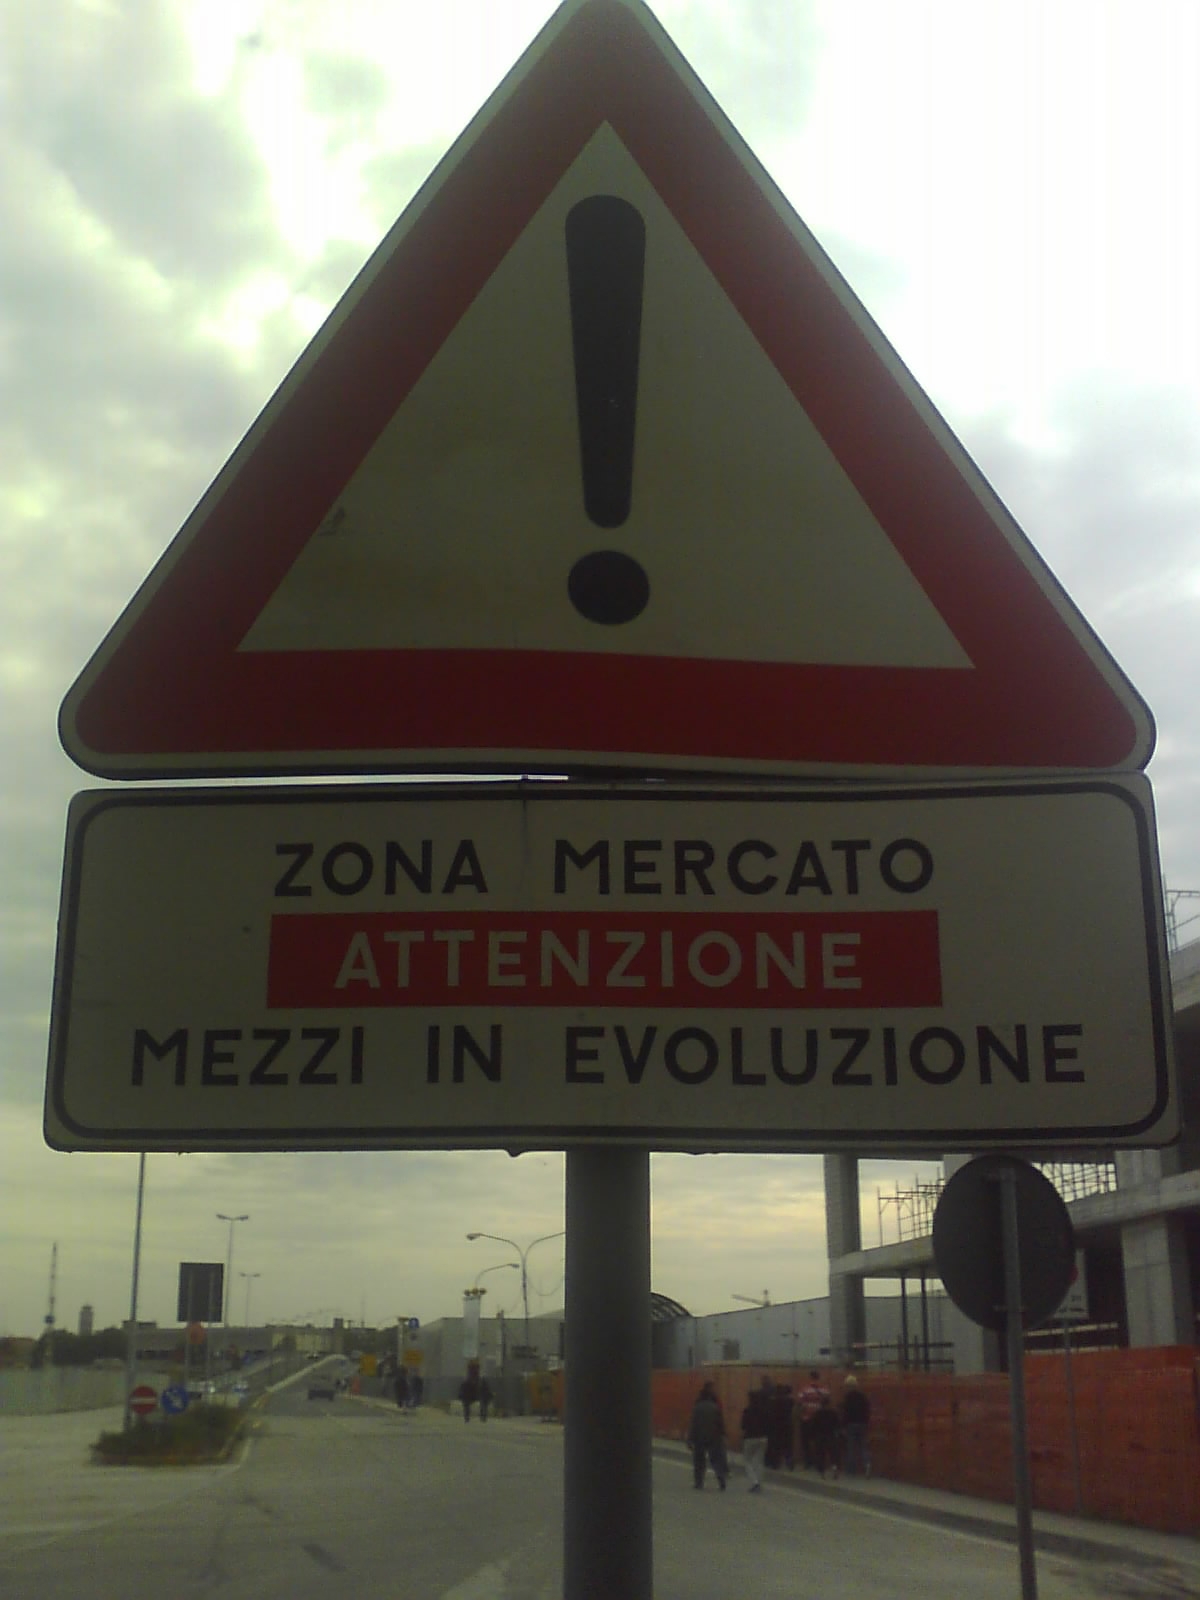 !
ZONA MERCATO
ATTENZIONE
MEZZI IN EVOLUZIONE